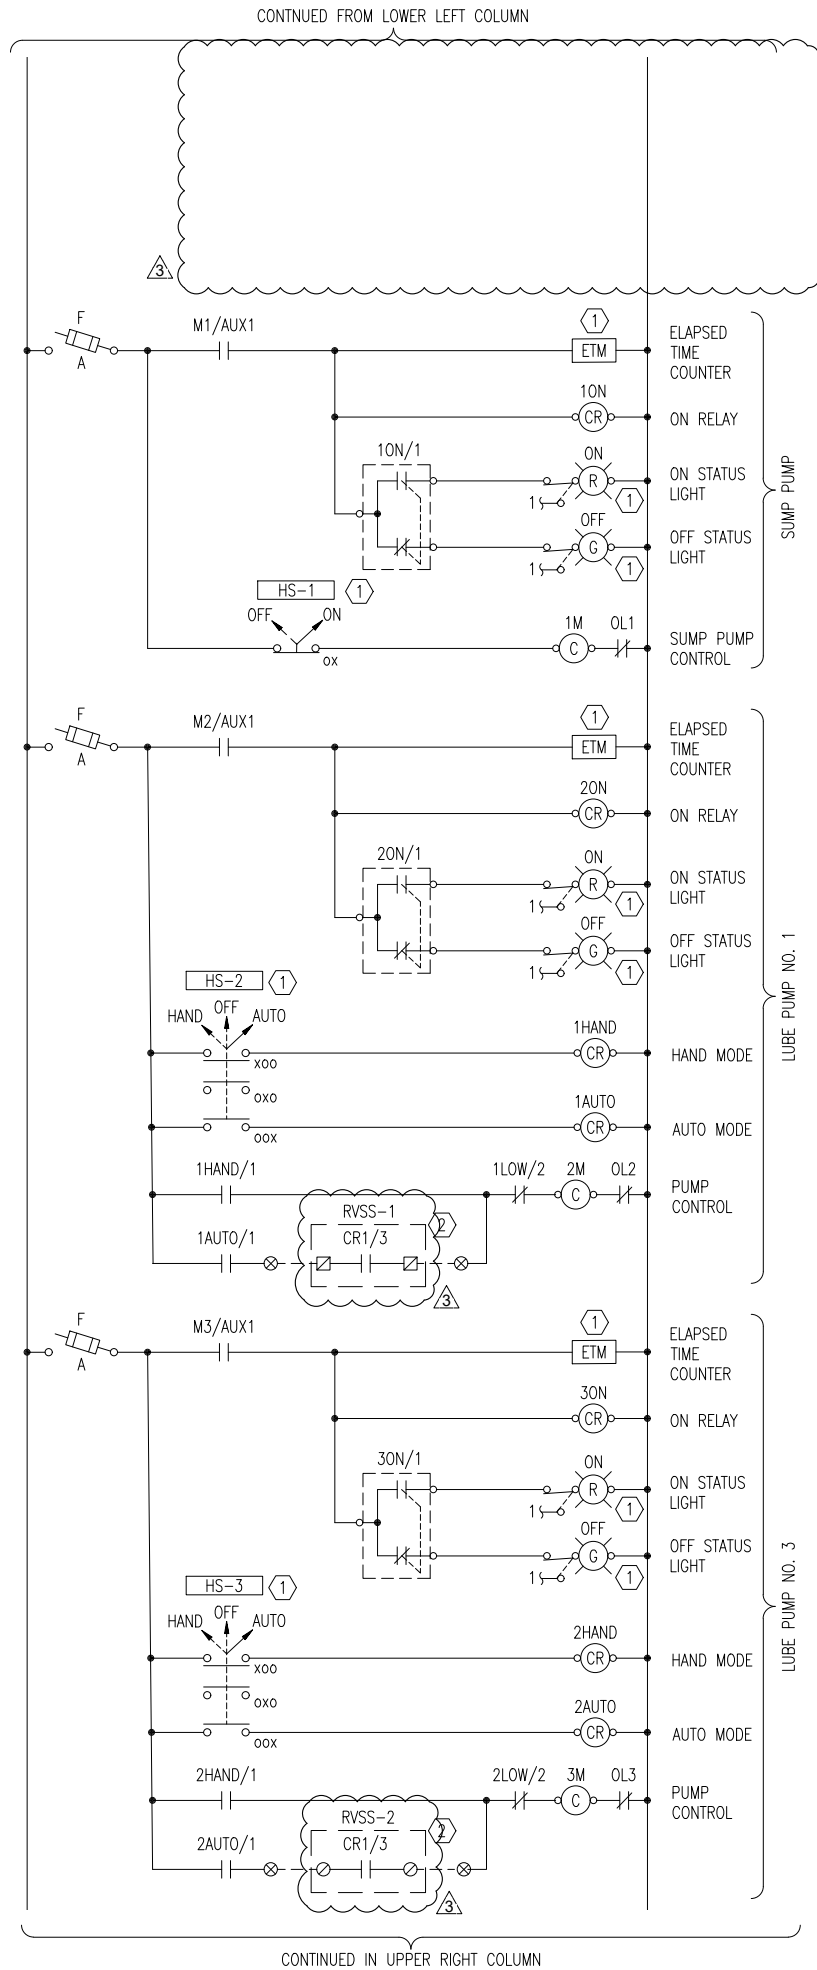 CONTNUED FROM LOWER LEFT COLUMN
3
F
A
M1/AUX1
1
ETM
ELAPSED
TIME
COUNTER
1ON
CR
ON RELAY
1ON/1
ON
R
1
1
ON STATUS
LIGHT
OFF
G
1
1
OFF STATUS
LIGHT
SUMP PUMP
HS-1
1
OFF
ON
OX
1M
C
OL1
SUMP PUMP
CONTROL
F
A
M2/AUX1
1
ETM
ELAPSED
TIME
COUNTER
2ON
CR
ON RELAY
2ON/1
ON
R
1
1
ON STATUS
LIGHT
OFF
G
1
1
OFF STATUS
LIGHT
LUBE PUMP NO. 1
HS-2
1
HAND
OFF
AUTO
XOO
OXO
OOX
1HAND
CR
HAND MODE
1AUTO
CR
AUTO MODE
1HAND/1
1LOW/2
2M
C
OL2
PUMP
CONTROL
RVSS-1
2
1AUTO/1
CR1/3
3
F
A
M3/AUX1
1
ETM
ELAPSED
TIME
COUNTER
3ON
CR
ON RELAY
3ON/1
ON
R
1
1
ON STATUS
LIGHT
OFF
G
1
1
OFF STATUS
LIGHT
LUBE PUMP NO. 3
HS-3
1
HAND
OFF
AUTO
XOO
OXO
OOX
2HAND
CR
HAND MODE
2AUTO
CR
AUTO MODE
2HAND/1
2LOW/2
3M
C
OL3
PUMP
CONTROL
RVSS-2
2
2AUTO/1
CR1/3
3
CONTINUED IN UPPER RIGHT COLUMN